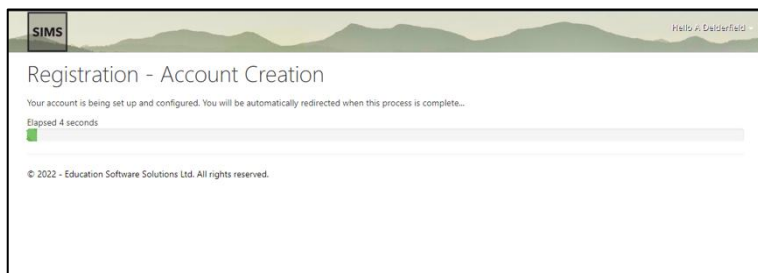 SIMS
Hello A Delderfield
Registration - Account Creation
Your account is being set up and configured. You will be automatically redirected when this process is complete...
Elapsed 4 seconds
© 2022 - Education Software Solutions Ltd. All rights reserved.